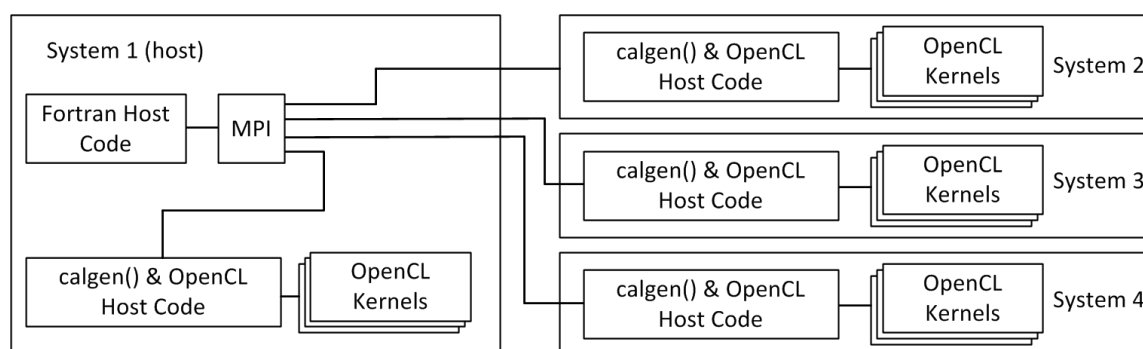 System 1 (host)
Fortran Host
Code
MPI
calgen() & OpenCL
Host Code
OpenCL
Kernels
calgen() & OpenCL
Host Code
OpenCL
Kernels
System 2
calgen() & OpenCL
Host Code
OpenCL
Kernels
System 3
calgen() & OpenCL
Host Code
OpenCL
Kernels
System 4